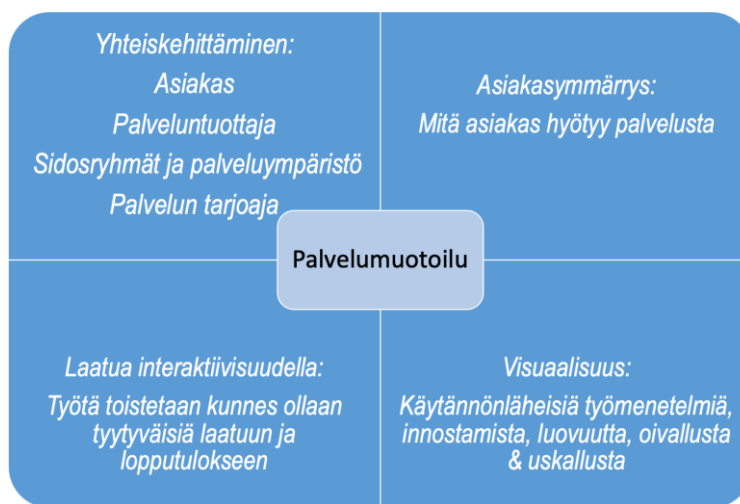 Yhteiskehittäminen:
Asiakas
Palveluntuottaja
Sidosryhmät ja palveluympäristö
Palvelun tarjoaja
Asiakasymmärrys:
Mitä asiakas hyötyy palvelusta
Palvelumuotoilu
Laatua interaktiivisuudella:
Työtä toistetaan kunnes ollaan
tyytyväisiä laatuun ja
lopputulokseen
Visuaalisuus:
Käytännönläheisiä työmenetelmiä,
innostamista, luovuutta, oivallusta
& uskallusta